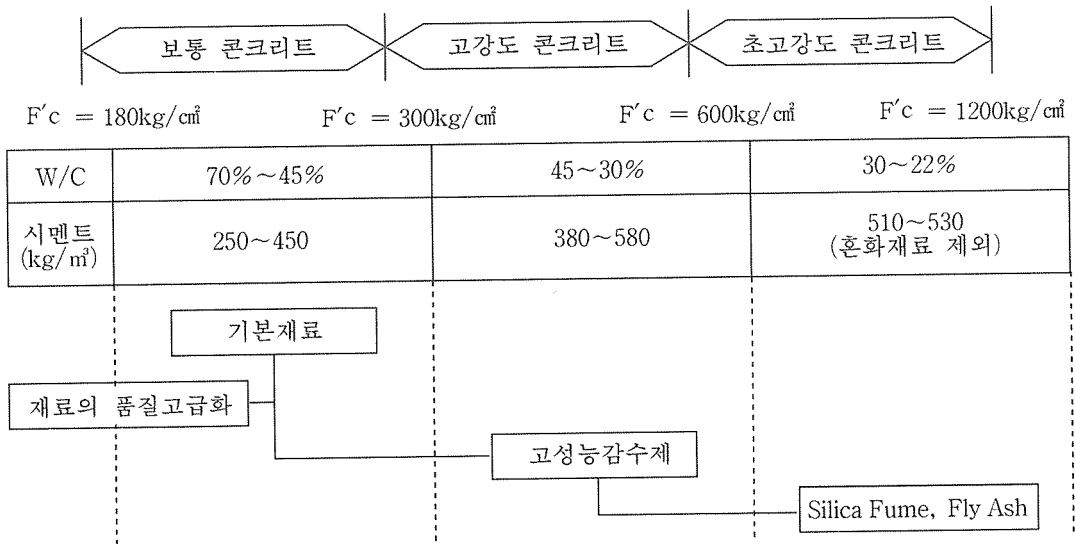 보통 콘크리트 고강도 콘크리트 초고강도 콘크리트
F′c = 180kg/㎠ F′c = 300kg/㎠ F′c = 600kg/㎠ F′c = 1200kg/㎠
W/C 70%~45% 45~30% 30~22%
시멘트 250~450 380~580 510~530
(kg/㎥) (혼화재료 제외)
기본재료
재료의 품질고급화
고성능감수제
Silica Fume, Fly Ash